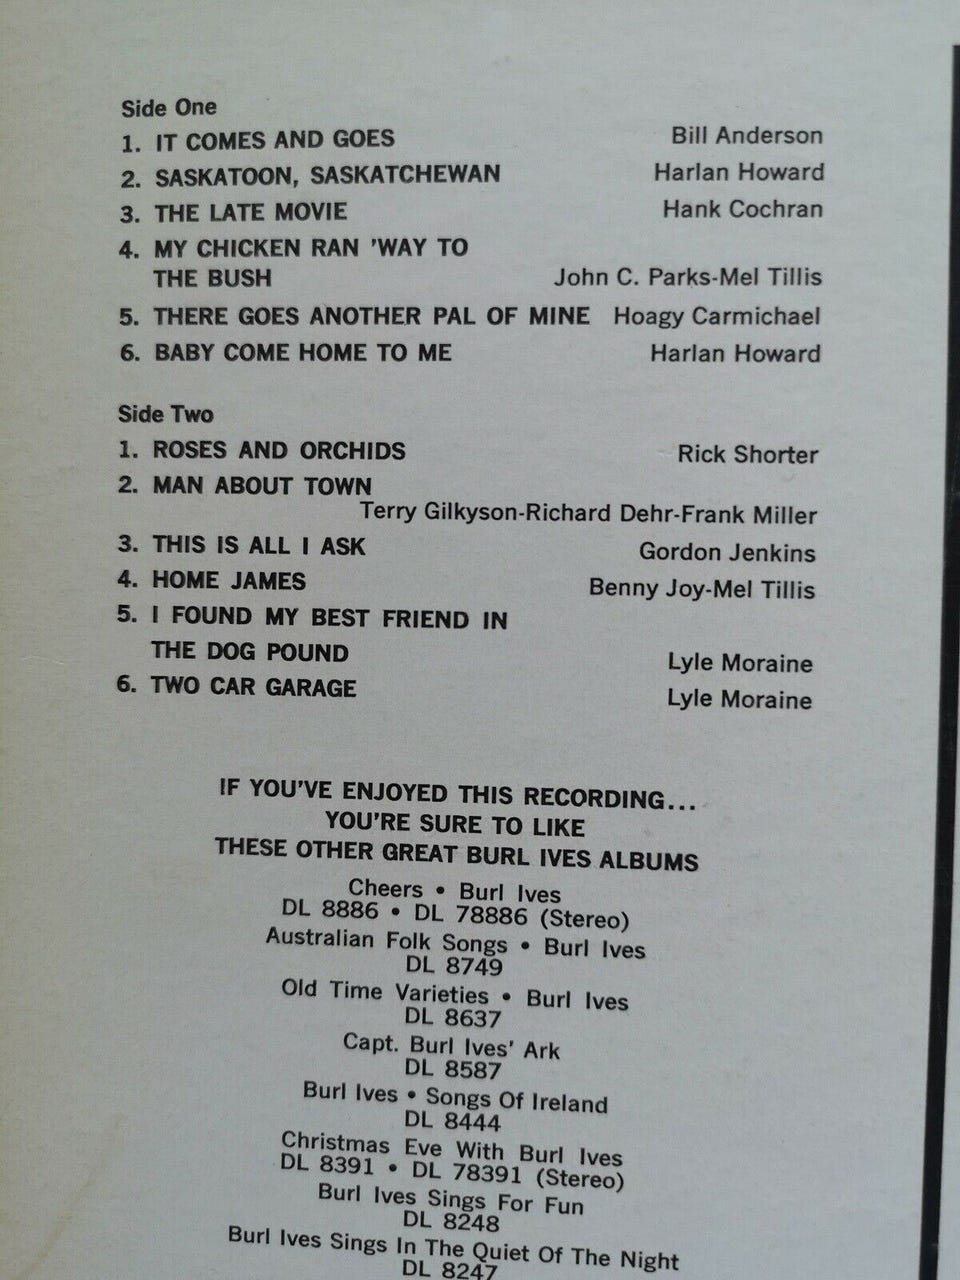 Side One
1. IT COMES AND GOES Bill Anderson
2. SASKATOON, SASKATCHEWAN Harlan Howard
3. THE LATE MOVIE Hank Cochran
4. MY CHICKEN RAN 'WAY TO
THE BUSH John C. Parks-Mel Tillis
5. THERE GOES ANOTHER PAL OF MINE Hoagy Carmichael
6. BABY COME HOME TO ME Harlan Howard
Side Two
1. ROSES AND ORCHIDS Rick Shorter
2. MAN ABOUT TOWN
Terry Gilkyson-Richard Dehr-Frank Miller
3. THIS IS ALL I ASK Gordon Jenkins
4. HOME JAMES Benny Joy-Mel Tillis
5. I FOUND MY BEST FRIEND IN
THE DOG POUND Lyle Moraine
6. TWO CAR GARAGE Lyle Moraine
IF YOU'VE ENJOYED THIS RECORDING...
YOU'RE SURE TO LIKE
THESE OTHER GREAT BURL IVES ALBUMS
Cheers • Burl Ives
DL 8886 • DL 78886 (Stereo)
Australian Folk Songs • Burl Ives
DL 8749
Old Time Varieties • Burl Ives
DL 8637
Capt. Burl Ives' Ark
DL 8587
Burl Ives • Songs Of Ireland
DL 8444
Christmas Eve With Burl Ives
DL 8391 • DL 78391 (Stereo)
Burl Ives Sings For Fun
DL 8248
Burl Ives Sings In The Quiet Of The Night
DL 8247